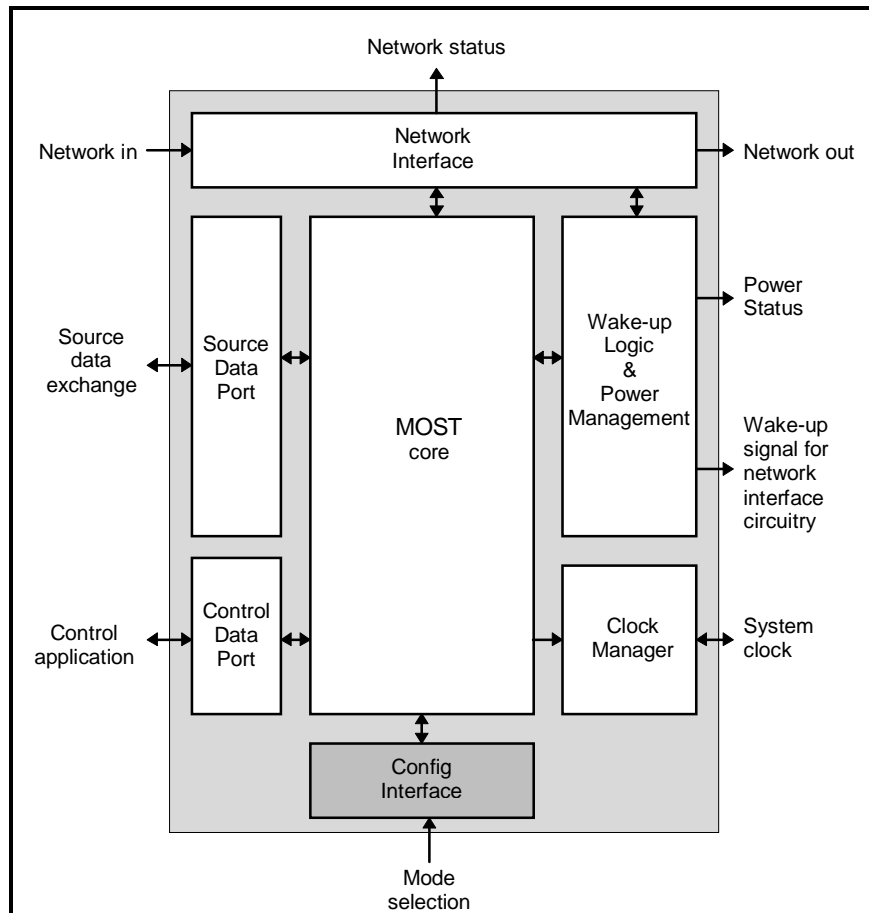 Network status
Network in
Network
Interface
Network out
Source
data
exchange
Source
Data
Port
MOST
core
Wake-up
Logic
&
Power
Management
Power
Status
Wake-up
signal for
network
interface
circuitry
Control
application
Control
Data
Port
Clock
Manager
System
clock
Config
Interface
Mode
selection